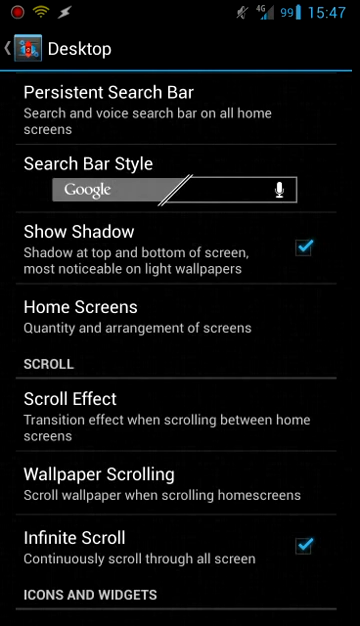 4G 99 15:47
Desktop
Persistent Search Bar
Search and voice search bar on all home
screens
Search Bar Style
Google
Show Shadow
Shadow at top and bottom of screen,
most noticeable on light wallpapers
Home Screens
Quantity and arrangement of screens
SCROLL
Scroll Effect
Transition effect when scrolling between home
screens
Wallpaper Scrolling
Scroll wallpaper when scrolling homescreens
Infinite Scroll
Continuously scroll through all screen
ICONS AND WIDGETS